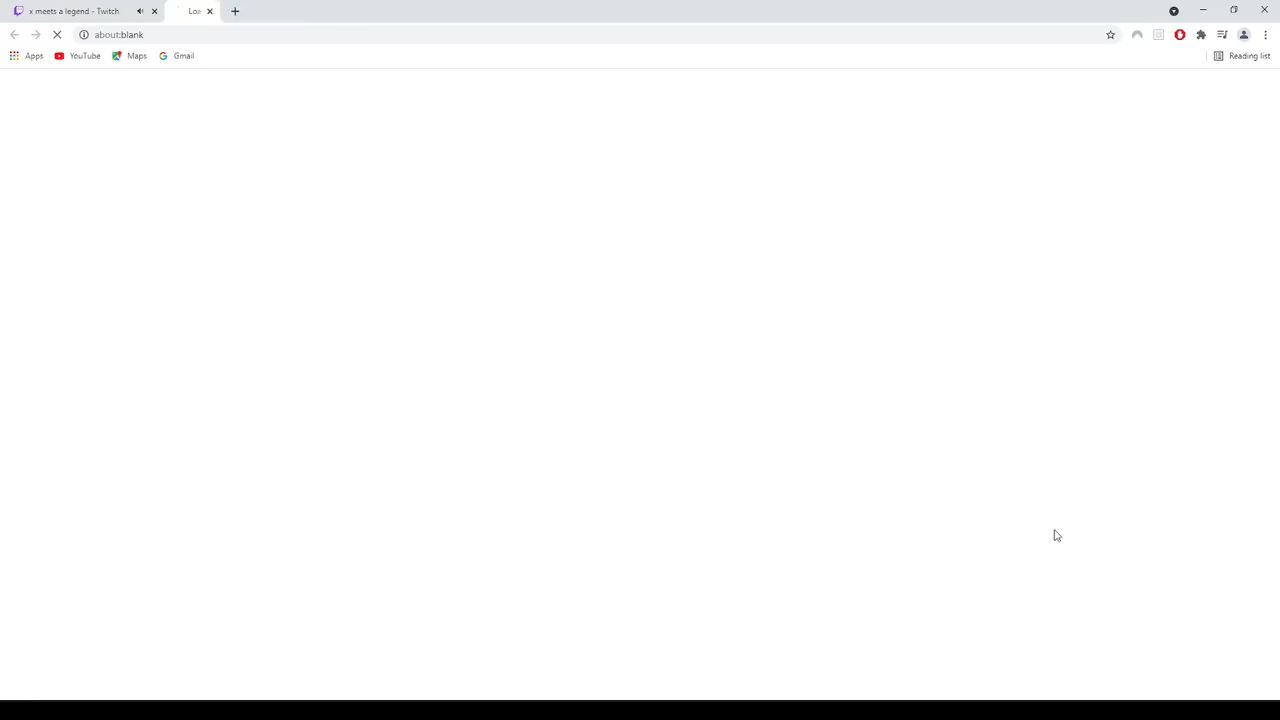 x meets a legend - Twitch
Loa
about:blank
Apps YouTube Maps Gmail Reading list